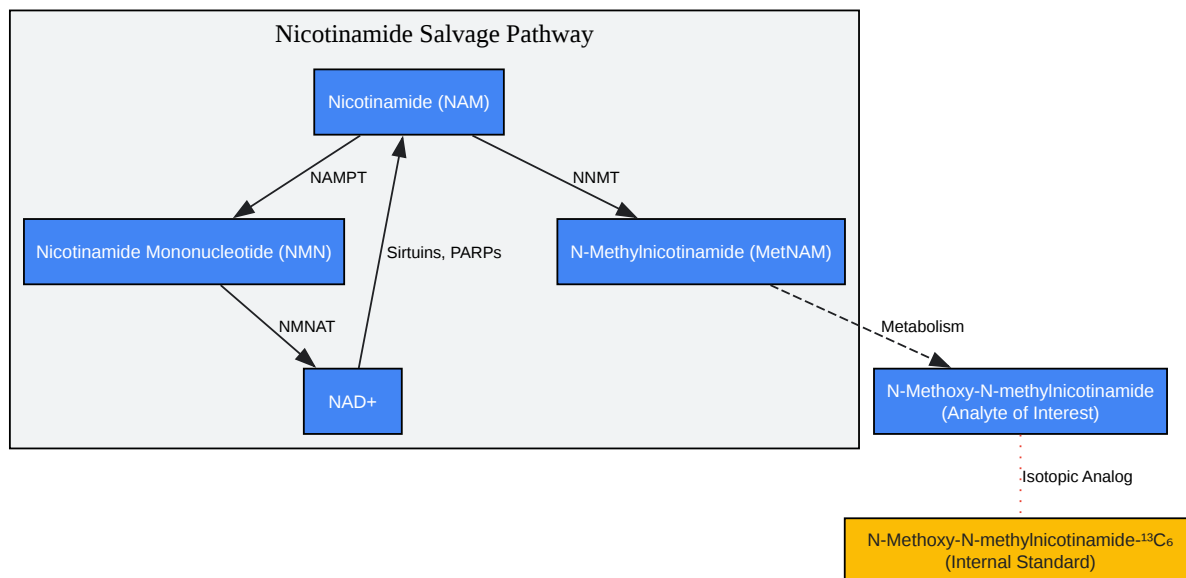 Nicotinamide Salvage Pathway
Nicotinamide (NAM)
NAMPT
NNMT
Nicotinamide Mononucleotide (NMN)
Sirtuins, PARPs
N-Methylnicotinamide (MetNAM)
NMNAT
Metabolism
NAD+
N-Methoxy-N-methylnicotinamide
(Analyte of Interest)
Isotopic Analog
N-Methoxy-N-methylnicotinamide-¹³C₆
(Internal Standard)